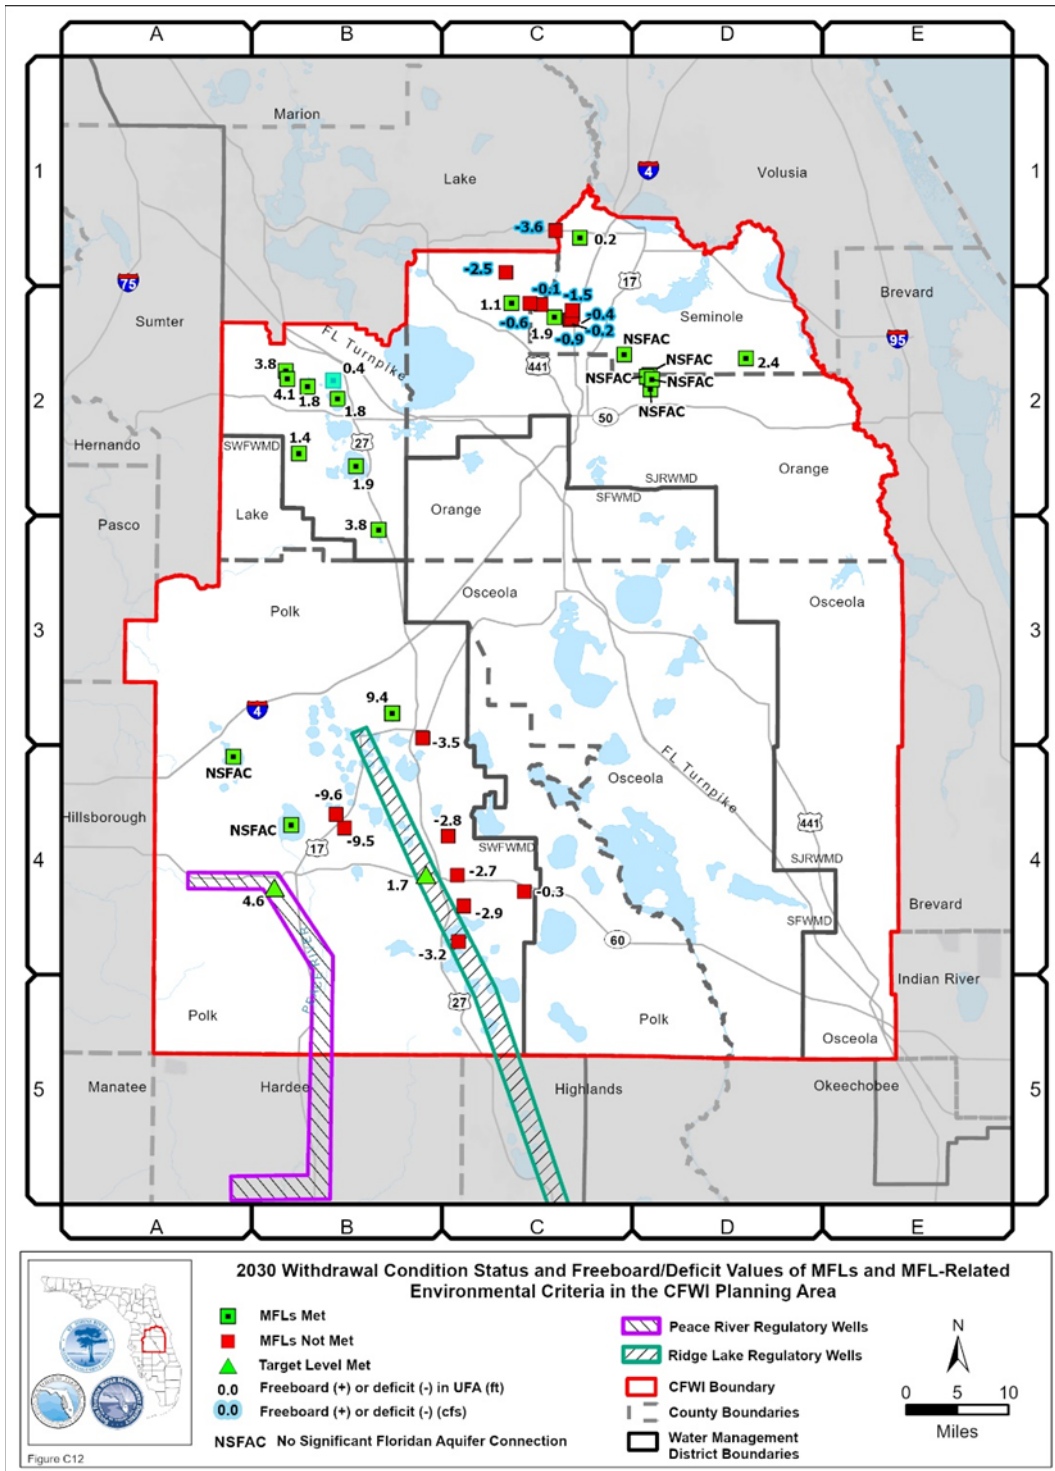 A B C D E
Marion
1 1
Lake
4
Volusia
-3.6
0.2
-2.5
75
17
Brevard
-0.1
-1.5
1.1
Sumter
-0.6
-0.4
Seminole
1.9
-0.2
95
-0.9
NSFAC
FL Turnpike
441
2.4
3.8
0.4
NSFAC
NSFAC
4.1
1.8
2 2
1.8
NSFAC
50
1.4
27
Hernando
SWFWMD
Orange
1.9
SJRWMD
SFWMD
Lake
Orange
3.8
Pasco
Osceola
Polk
Osceola
3 3
9.4
4
-3.5
FL Turnpike
NSFAC
Osceola
-9.6
Hillsborough
-2.8
441
NSFAC
-9.5
17
SWFWMD
SJRWMD
4 4
-2.7
1.7
-0.3
4.6
-2.9
Brevard
SFWMD
60
-3.2
PEACE RIVER
Indian River
27
Polk
Polk
Osceola
Manatee
Hardee
Highlands
Okeechobee
5 5
A B C D E
2030 Withdrawal Condition Status and Freeboard/Deficit Values of MFLs and MFL-Related
Environmental Criteria in the CFWI Planning Area
MFLs Met
MFLs Not Met
Target Level Met
0.0 Freeboard (+) or deficit (-) in UFA (ft)
0.0 Freeboard (+) or deficit (-) (cfs)
NSFAC No Significant Floridan Aquifer Connection
Peace River Regulatory Wells
Ridge Lake Regulatory Wells
CFWI Boundary
County Boundaries
Water Management
District Boundaries
N
0 5 10
Miles
Figure C12